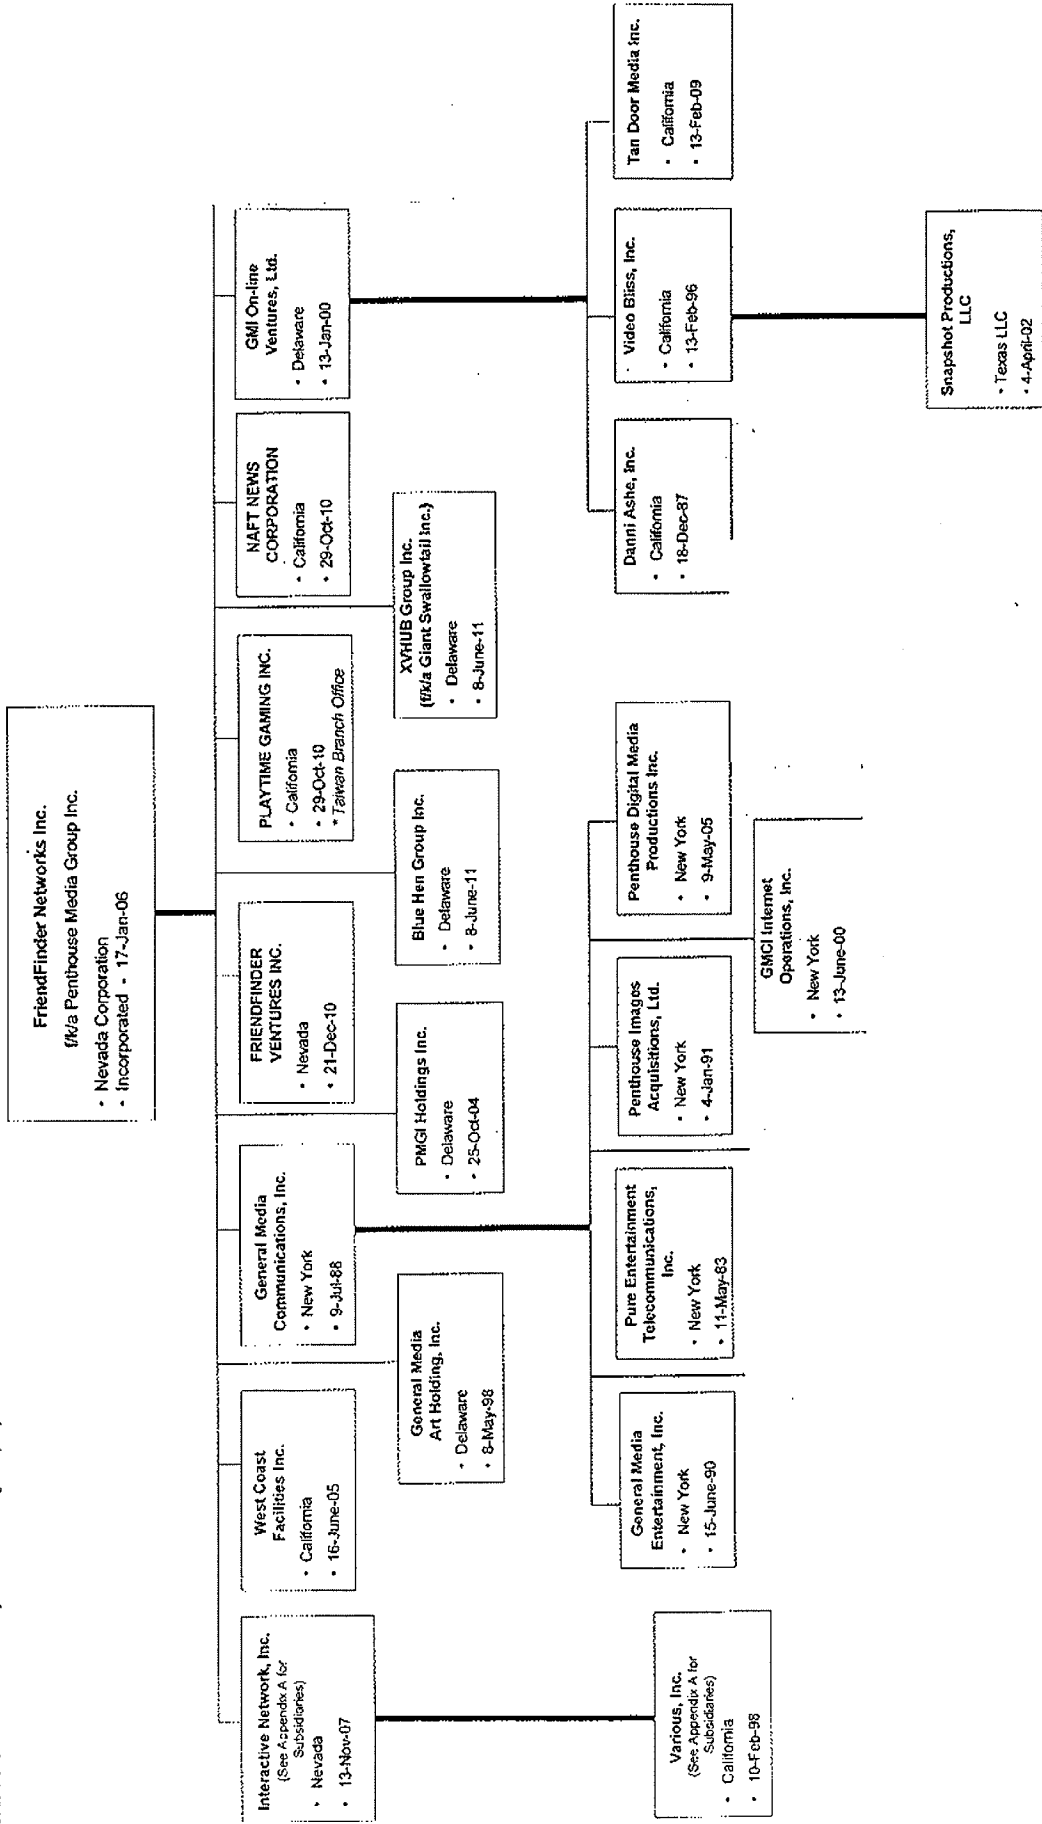 FriendFinder Networks Inc.
f/k/a Penthouse Media Group Inc.
• Nevada Corporation
• Incorporated • 17-Jan-06
Interactive Network, Inc.
(See Appendix A for
Subsidiaries)
• Nevada
• 13-Nov-07
West Coast
Facilities Inc.
• California
• 16-June-05
General Media
Communications, Inc.
• New York
• 9-Jul-88
FRIENDFINDER
VENTURES INC.
• Nevada
• 21-Dec-10
PLAYTIME GAMING INC.
• California
• 29-Oct-10
* Taiwan Branch Office
NAFT NEWS
CORPORATION
• California
• 29-Oct-10
GMI On-line
Ventures, Ltd.
• Delaware
• 13-Jan-00
General Media
Art Holding, Inc.
• Delaware
• 8-May-98
PMGI Holdings Inc.
• Delaware
• 25-Oct-04
Blue Hen Group Inc.
• Delaware
• 8-June-11
XVHUB Group Inc.
(f/k/a Giant Swallowtail Inc.)
• Delaware
• 8-June-11
Various, Inc.
(See Appendix A for
Subsidiaries)
• California
• 10-Feb-98
General Media
Entertainment, Inc.
• New York
• 15-June-90
Pure Entertainment
Telecommunications,
Inc.
• New York
• 11-May-83
Penthouse Images
Acquisitions, Ltd.
• New York
• 4-Jan-91
Penthouse Digital Media
Productions Inc.
• New York
• 9-May-05
Danni Ashe, Inc.
• California
• 18-Dec-87
Video Bliss, Inc.
• California
• 13-Feb-96
Tan Door Media Inc.
• California
• 13-Feb-09
GMCI Internet
Operations, Inc.
• New York
• 13-June-00
Snapshot Productions,
LLC
• Texas LLC
• 4-April-02